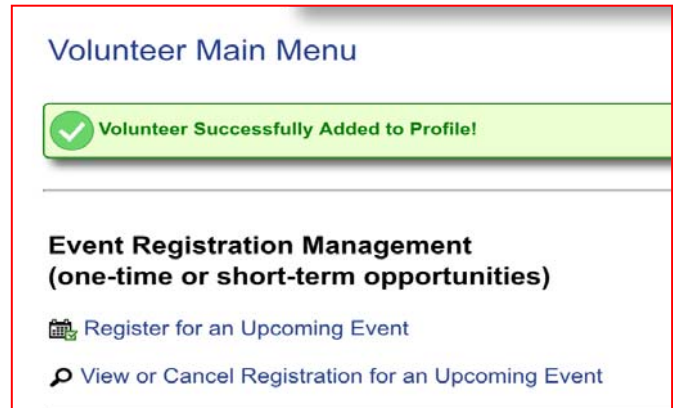 Volunteer Main Menu
Volunteer Successfully Added to Profile!
Event Registration Management
(one-time or short-term opportunities)
Register for an Upcoming Event
View or Cancel Registration for an Upcoming Event